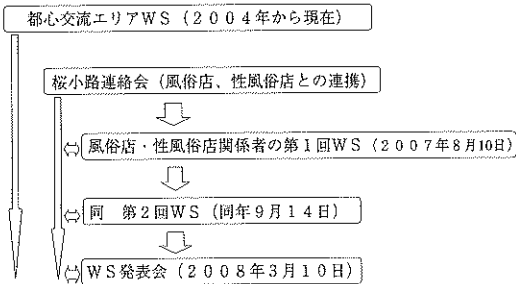 都心交流エリアWS（2004年から現在）
桜小路連絡会（風俗店、性風俗店との連携）
風俗店・性風俗店関係者の第1回WS（2007年8月10日）
同　第2回WS（同年9月14日）
WS発表会（2008年3月10日）